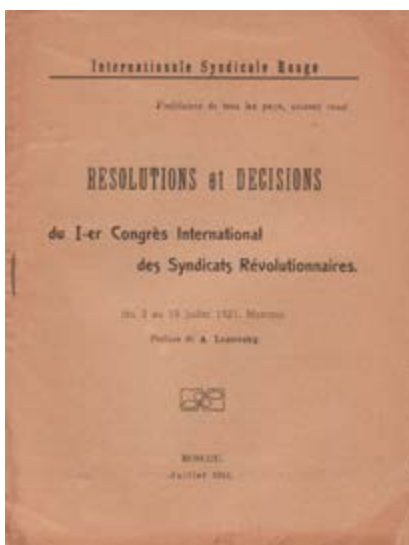 Internationale Syndicale Rouge
Prolétaires de tous les pays, unissez vous!
RESOLUTIONS et DECISIONS
du I-er Congrès International
des Syndicats Révolutionnaires.
du 3 au 19 juillet 1921, Moscou
Préface de A. Losovsky.
MOSCOU.
Juillet 1921.